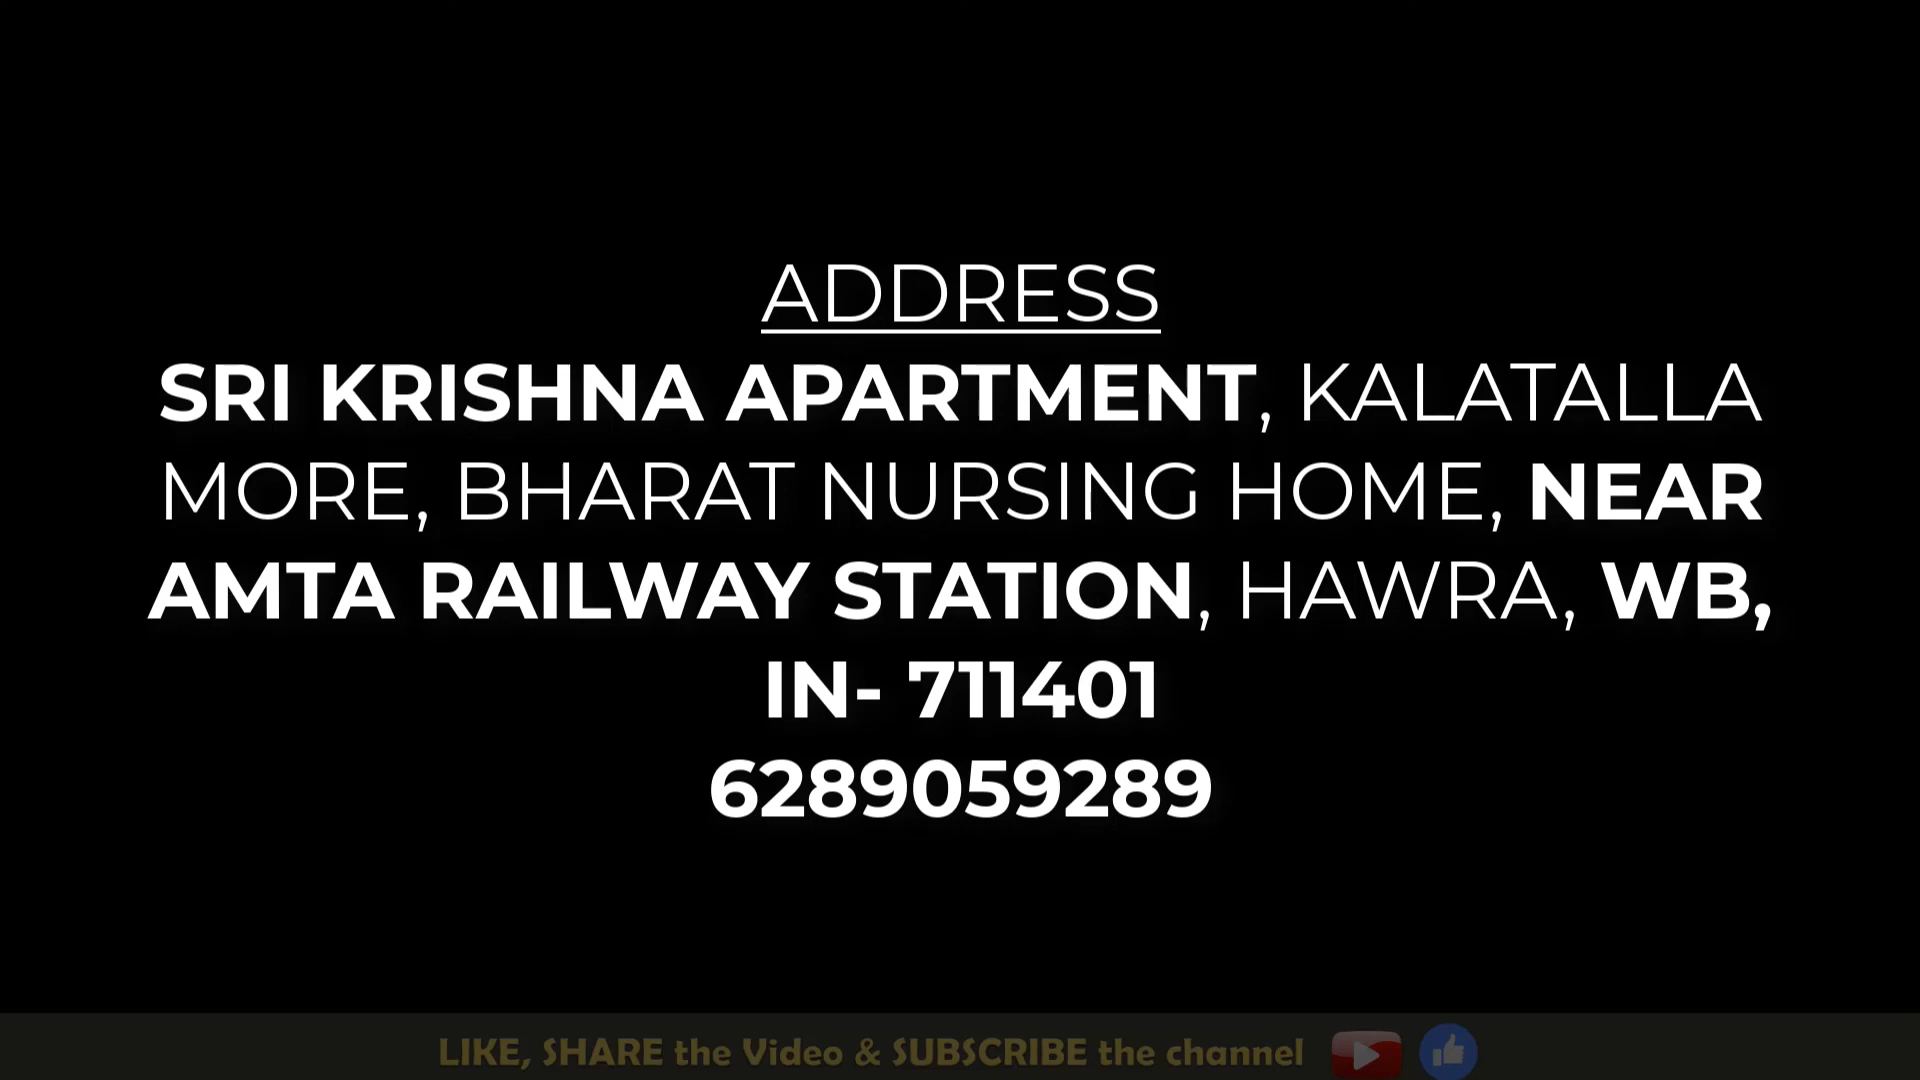 ADDRESS
SRI KRISHNA APARTMENT, KALATALLA
MORE, BHARAT NURSING HOME, NEAR
AMTA RAILWAY STATION, HAWRA, WB,
IN- 711401
6289059289
LIKE, SHARE the Video & SUBSCRIBE the channel